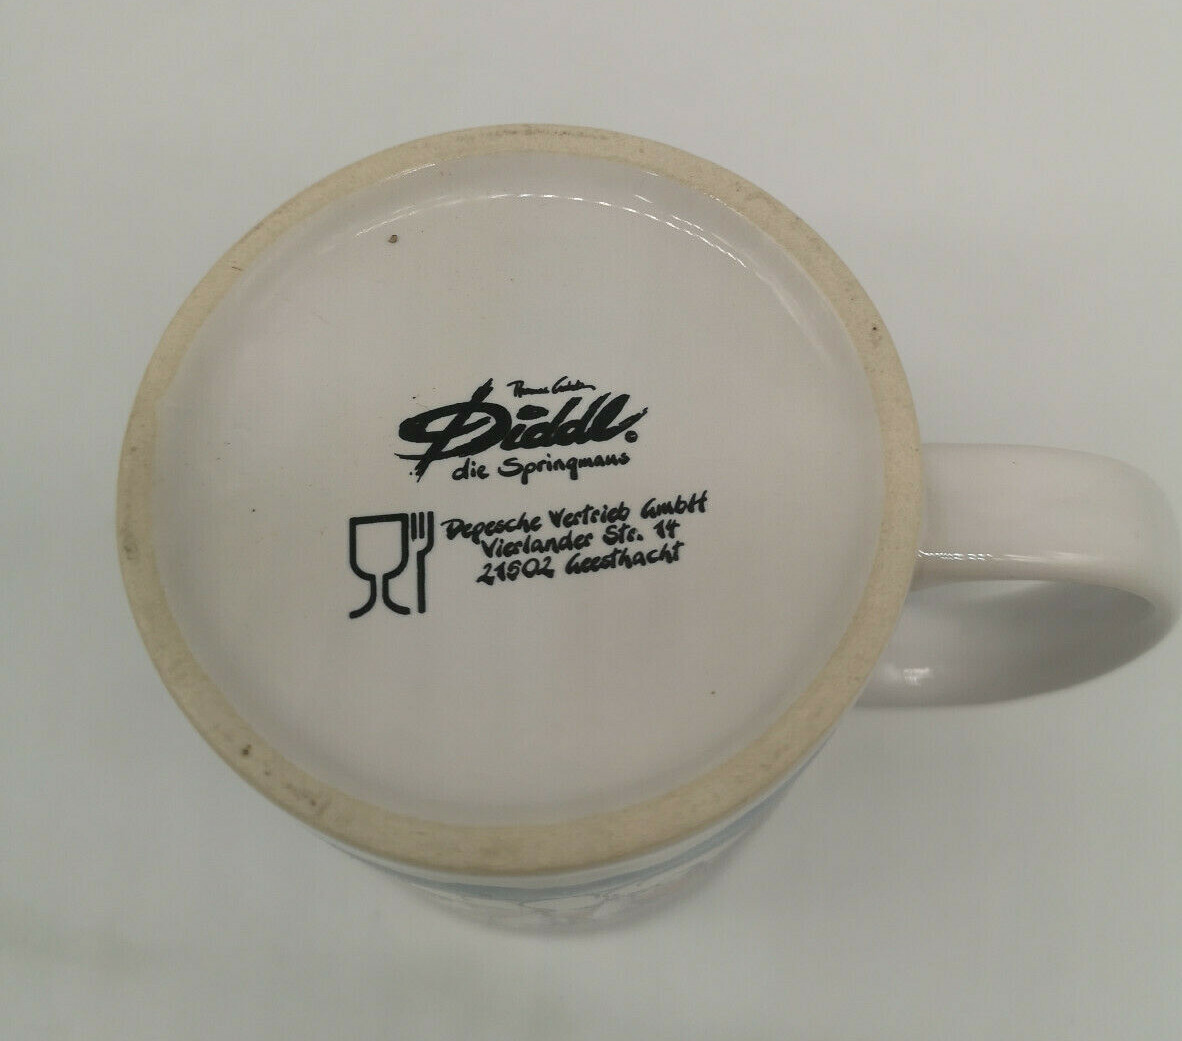 Diddl ©
die Springmaus
Depesche Vertrieb GmbH
Vierlander Str. 14
21502 Geesthacht